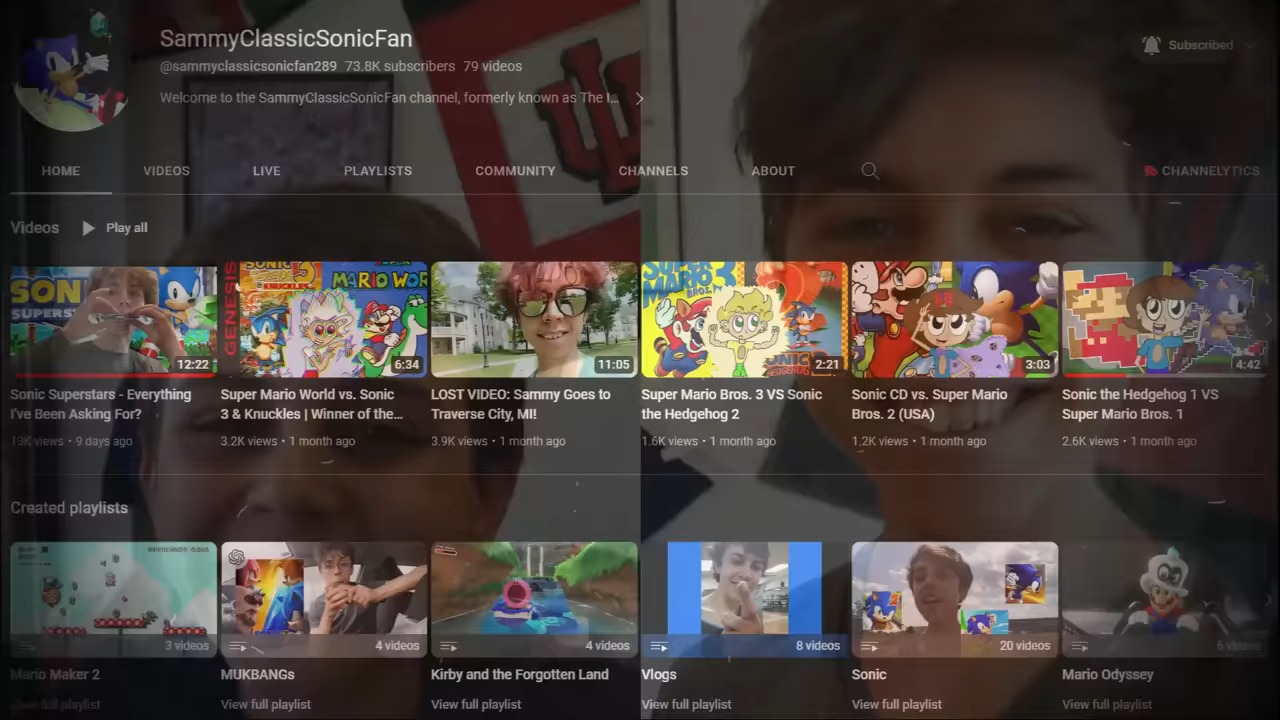 SammyClassicSonicFan
@sammyclassicsonicfan289 73.8K subscribers 79 videos
Subscribed
Welcome to the SammyClassicSonicFan channel, formerly known as The I...
HOME VIDEOS LIVE PLAYLISTS COMMUNITY CHANNELS ABOUT CHANNELYTICS
Videos Play all
12:22 6:34 11:05 2:21 3:03 4:42
Sonic Superstars - Everything I've Been Asking For?
13K views • 9 days ago
Super Mario World vs. Sonic 3 & Knuckles | Winner of the...
3.2K views • 1 month ago
LOST VIDEO: Sammy Goes to Traverse City, MI!
3.9K views • 1 month ago
Super Mario Bros. 3 VS Sonic the Hedgehog 2
1.6K views • 1 month ago
Sonic CD vs. Super Mario Bros. 2 (USA)
1.2K views • 1 month ago
Sonic the Hedgehog 1 VS Super Mario Bros. 1
2.6K views • 1 month ago
Created playlists
3 videos 4 videos 4 videos 8 videos 20 videos 6 videos
Mario Maker 2 MUKBANGs Kirby and the Forgotten Land Vlogs Sonic Mario Odyssey
View full playlist View full playlist View full playlist View full playlist View full playlist View full playlist